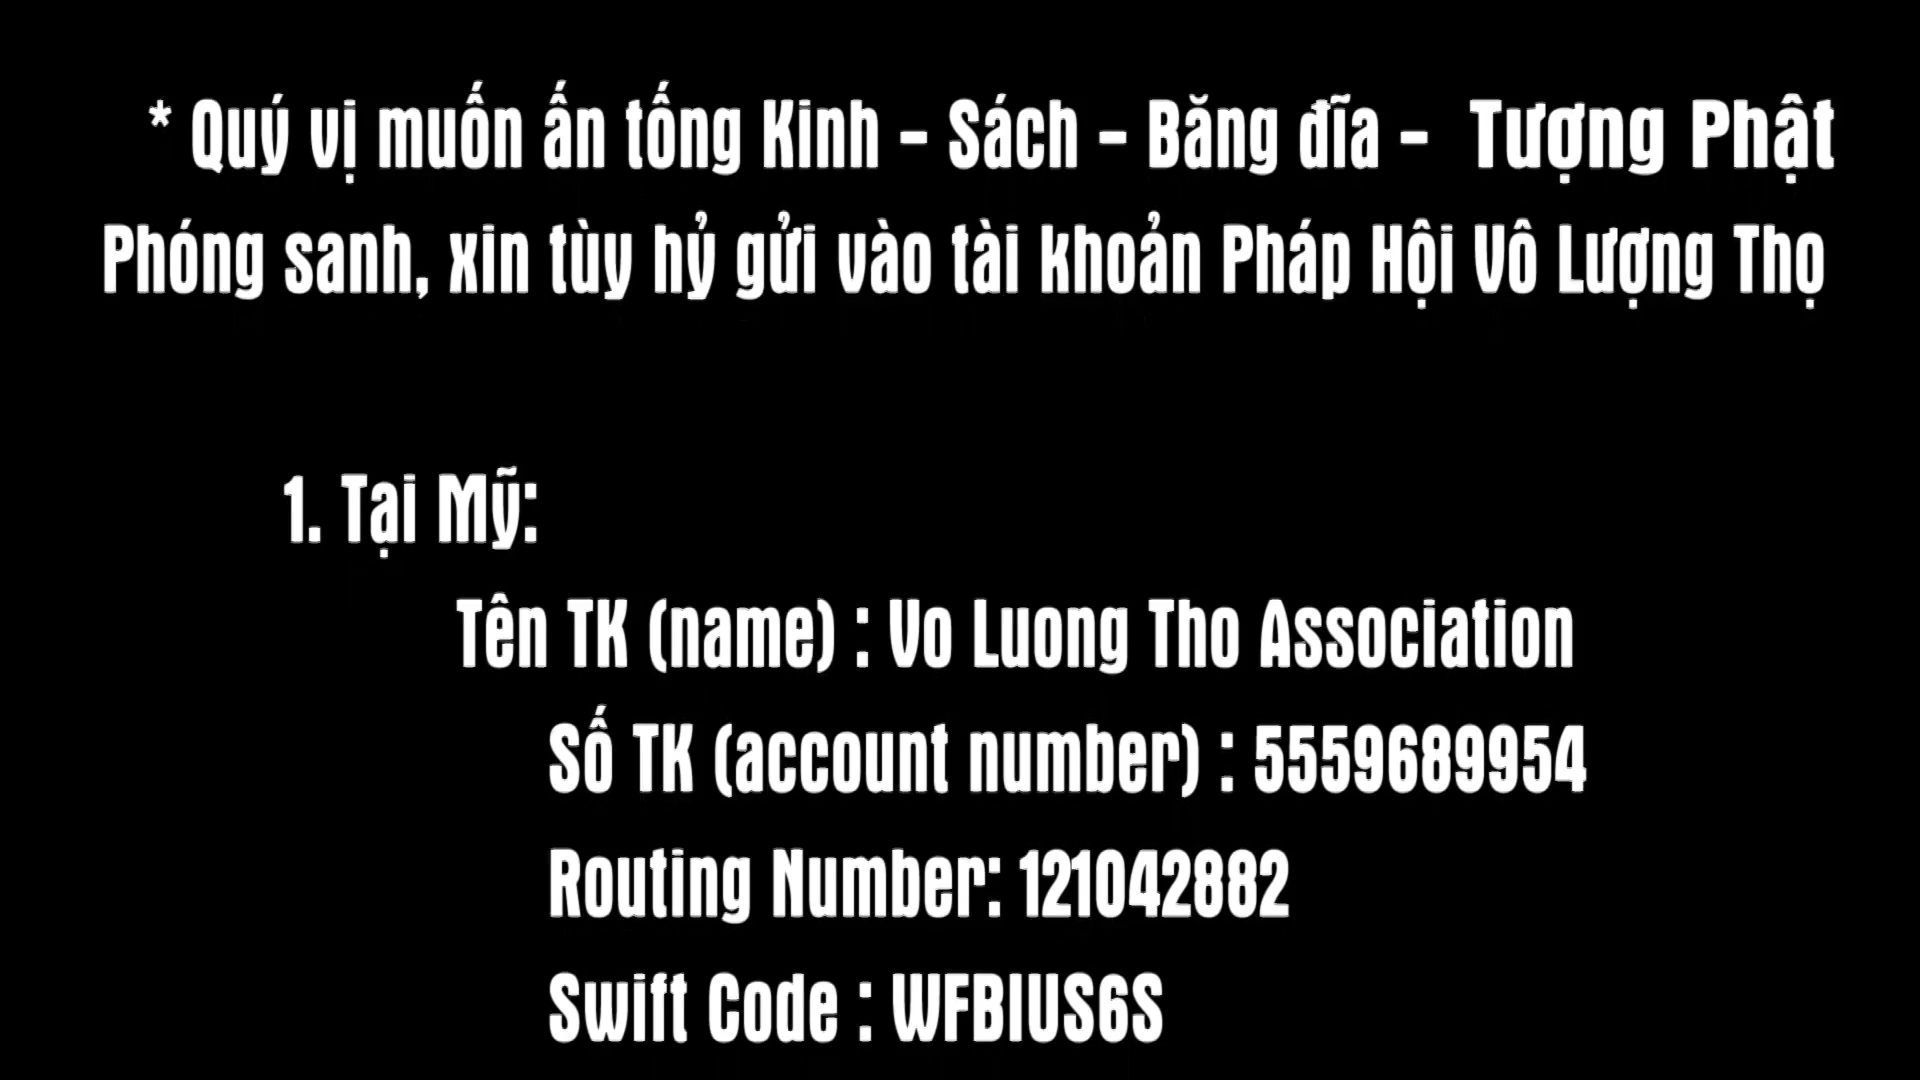 * Quý vị muốn ấn tống Kinh - Sách - Băng đĩa - Tượng Phật
Phóng sanh, xin tùy hỷ gửi vào tài khoản Pháp Hội Vô Lượng Thọ
1. Tại Mỹ:
Tên TK (name) : Vo Luong Tho Association
Số TK (account number) : 5559689954
Routing Number: 121042882
Swift Code : WFBIUS6S